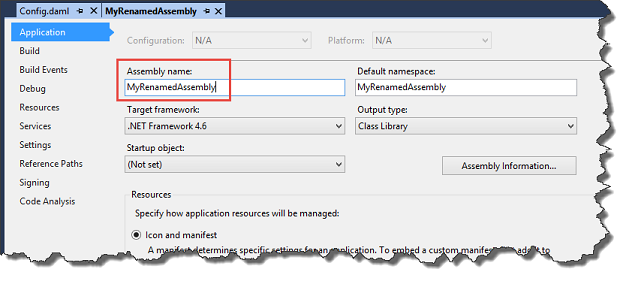 Config.daml MyRenamedAssembly
Application
Build
Build Events
Debug
Resources
Services
Settings
Reference Paths
Signing
Code Analysis
Configuration: N/A Platform: N/A
Assembly name: Default namespace:
MyRenamedAssembly MyRenamedAssembly
Target framework: Output type:
.NET Framework 4.6 Class Library
Startup object:
(Not set) Assembly Information...
Resources
Specify how application resources will be managed:
Icon and manifest
A manifest determines specific settings for an application. To embed a custom manifest